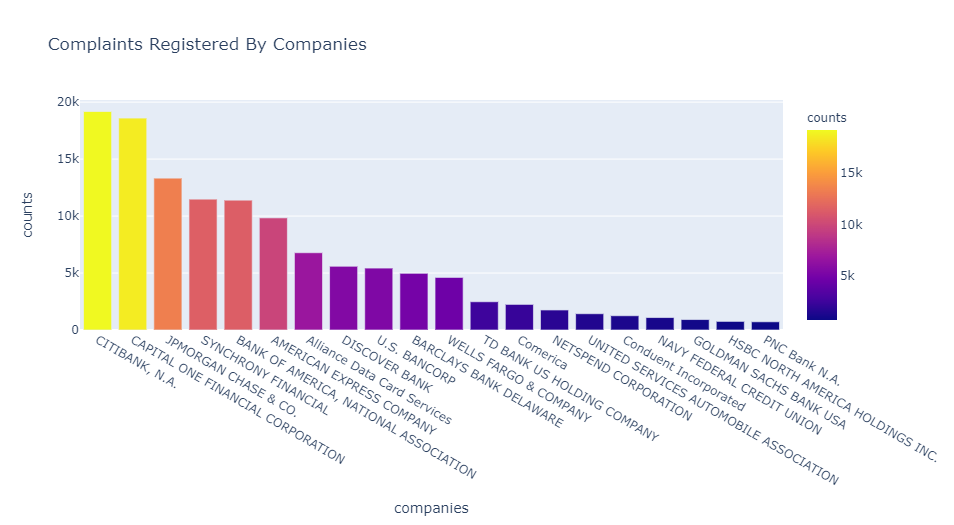 Complaints Registered By Companies
counts
20k
15k
10k
5k
0
CITIBANK, N.A.
CAPITAL ONE FINANCIAL CORPORATION
JPMORGAN CHASE & CO.
SYNCHRONY FINANCIAL
BANK OF AMERICA, NATIONAL ASSOCIATION
AMERICAN EXPRESS COMPANY
Alliance Data Card Services
DISCOVER BANK
U.S. BANCORP
BARCLAYS BANK DELAWARE
WELLS FARGO & COMPANY
TD BANK US HOLDING COMPANY
Comerica
NETSPEND CORPORATION
UNITED SERVICES AUTOMOBILE ASSOCIATION
Conduent Incorporated
NAVY FEDERAL CREDIT UNION
GOLDMAN SACHS BANK USA
HSBC NORTH AMERICA HOLDINGS INC.
PNC Bank N.A.
companies
counts
15k
10k
5k